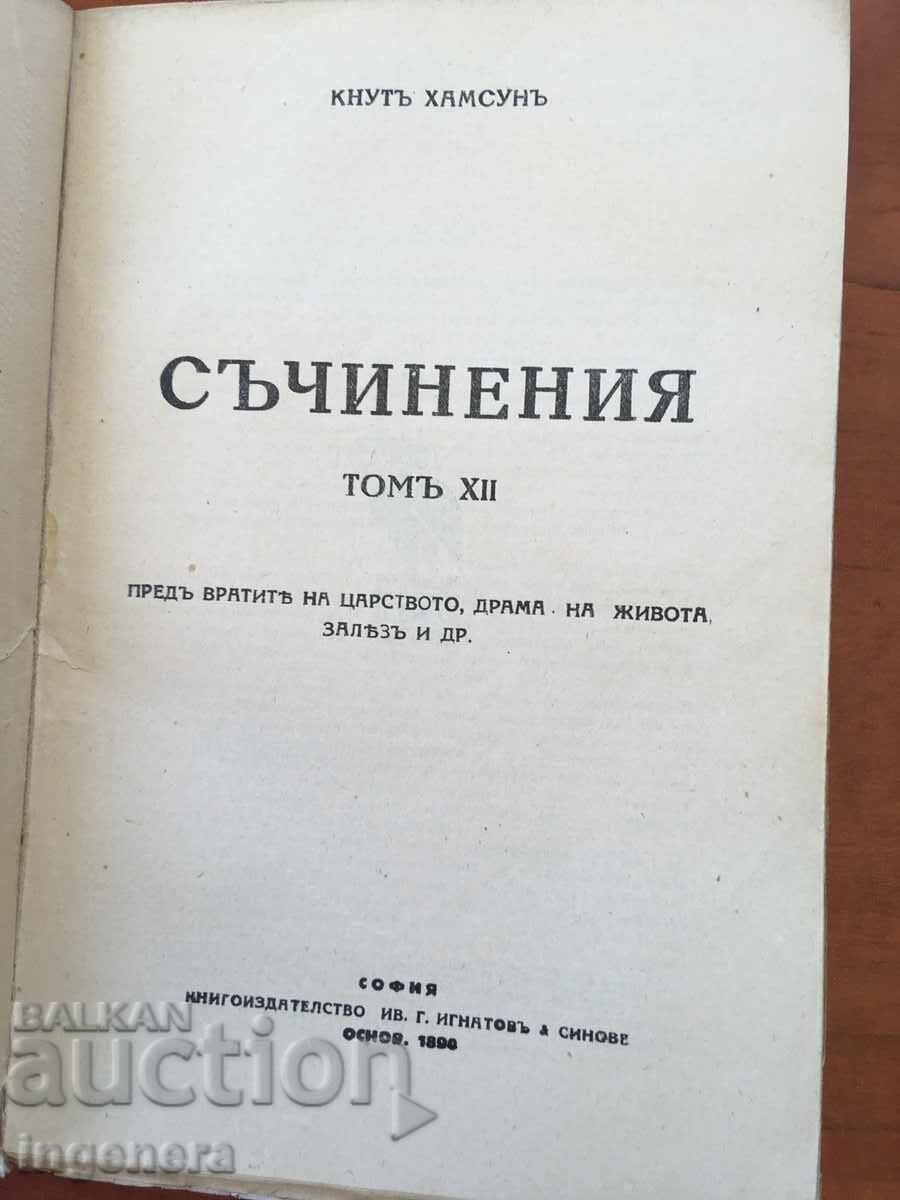 КНУТЪ ХАМСУНЪ
СЪЧИНЕНИЯ
ТОМЪ XII
ПРЕДЪ ВРАТИТѢ НА ЦАРСТВОТО, ДРАМА НА ЖИВОТА,
ЗАЛѢЗЪ И ДР.
СОФИЯ
КНИГОИЗДАТЕЛСТВО ИВ. Г. ИГНАТОВЪ & СИНОВЕ
ОСНОВ.
BALKAN
auction
ingenera